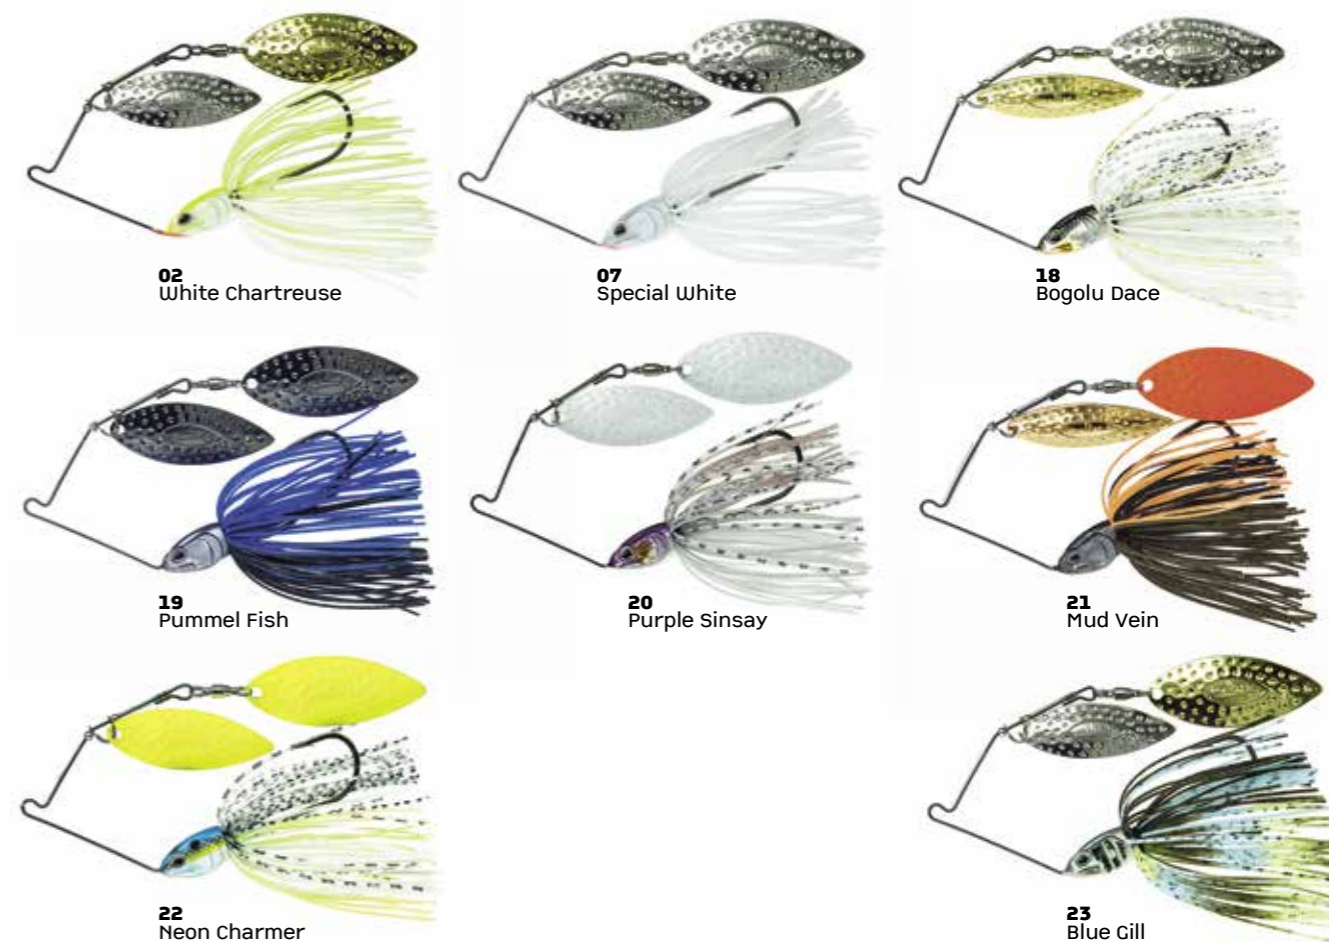 02
White Chartreuse
07
Special White
18
Bogolu Dace
19
Pummel Fish
20
Purple Sinsay
21
Mud Vein
22
Neon Charmer
23
Blue Gill